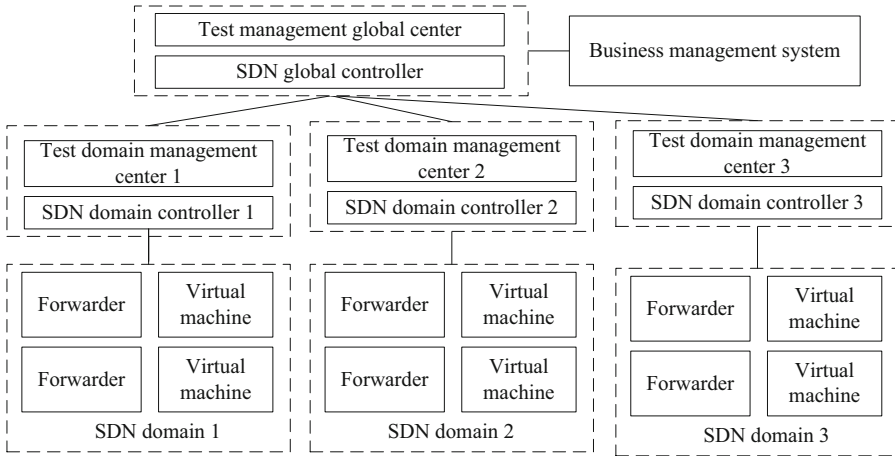 Test management global center
SDN global controller
Business management system
Test domain management
center 1
SDN domain controller 1
Test domain management
center 2
SDN domain controller 2
Test domain management
center 3
SDN domain controller 3
Forwarder
Virtual
machine
Forwarder
Virtual
machine
SDN domain 1
Forwarder
Virtual
machine
Forwarder
Virtual
machine
SDN domain 2
Forwarder
Virtual
machine
Forwarder
Virtual
machine
SDN domain 3